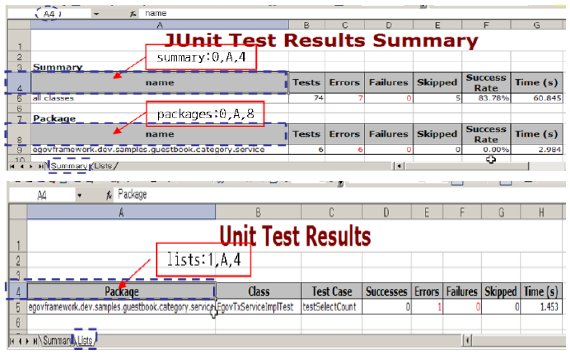 A4 fx name
A B C D E F G
1 JUnit Test Results Summary
2
3 Summary
summary:0,A,4
4 name Tests Errors Failures Skipped Success Rate Time (s)
5 all classes 74 7 0 5 83.78% 60.845
6
packages:0,A,8
7 Package
8 name Tests Errors Failures Skipped Success Rate Time (s)
9 egovframework.dev.samples.guestbook.category.service 6 6 0 0 0.00% 2.984
10
Summary Lists
A4 fx Package
A B C D E F G H
1 Unit Test Results
2
lists:1,A,4
3
4 Package Class Test Case Successes Errors Failures Skipped Time (s)
5 egovframework.dev.samples.guestbook.category.service EgovTxServiceImplTest testSelectCount 0 1 0 0 1.453
6
Summary Lists